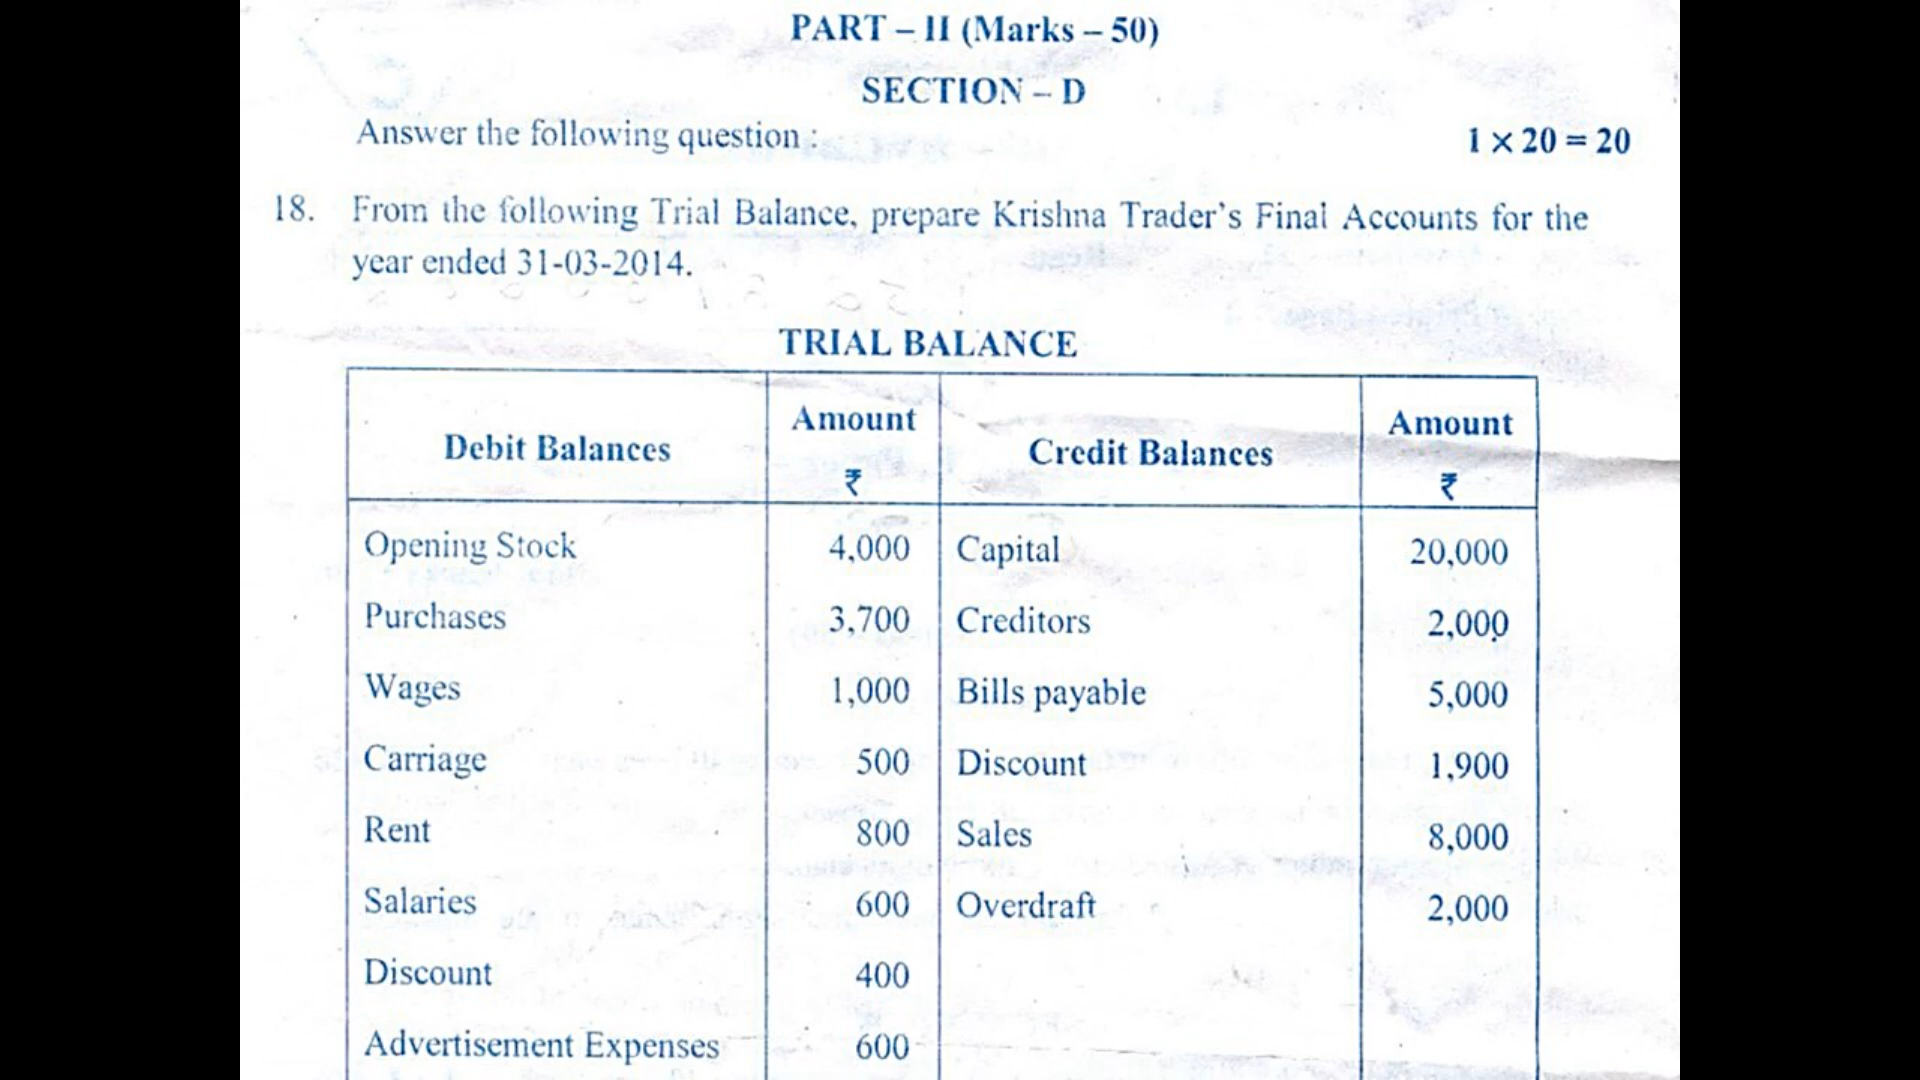 PART – II (Marks – 50)
SECTION – D
Answer the following question : 1 × 20 = 20
18. From the following Trial Balance, prepare Krishna Trader's Final Accounts for the
year ended 31-03-2014.
TRIAL BALANCE
Debit Balances Amount ₹ Credit Balances Amount ₹
Opening Stock 4,000 Capital 20,000
Purchases 3,700 Creditors 2,000
Wages 1,000 Bills payable 5,000
Carriage 500 Discount 1,900
Rent 800 Sales 8,000
Salaries 600 Overdraft 2,000
Discount 400
Advertisement Expenses 600